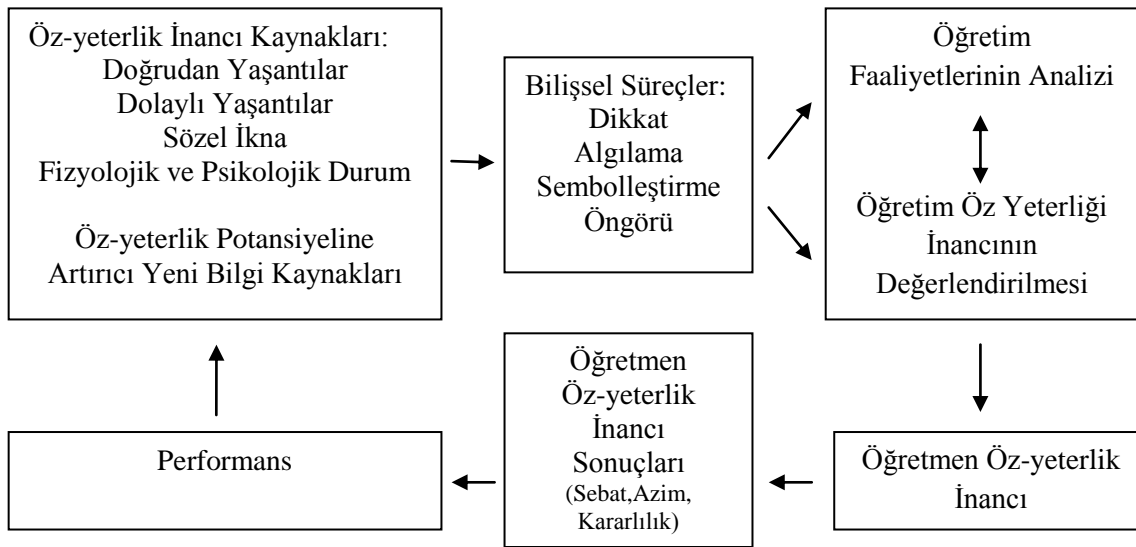 Öz-yeterlik İnancı Kaynakları:
Doğrudan Yaşantılar
Dolaylı Yaşantılar
Sözel İkna
Fizyolojik ve Psikolojik Durum
Öz-yeterlik Potansiyeline
Artırıcı Yeni Bilgi Kaynakları
Bilişsel Süreçler:
Dikkat
Algılama
Sembolleştirme
Öngörü
Öğretim
Faaliyetlerinin Analizi
Öğretim Öz Yeterliği
İnancının
Değerlendirilmesi
Öğretmen Öz-yeterlik
İnancı
Öğretmen
Öz-yeterlik
İnancı
Sonuçları
(Sebat,Azim,
Kararlılık)
Performans